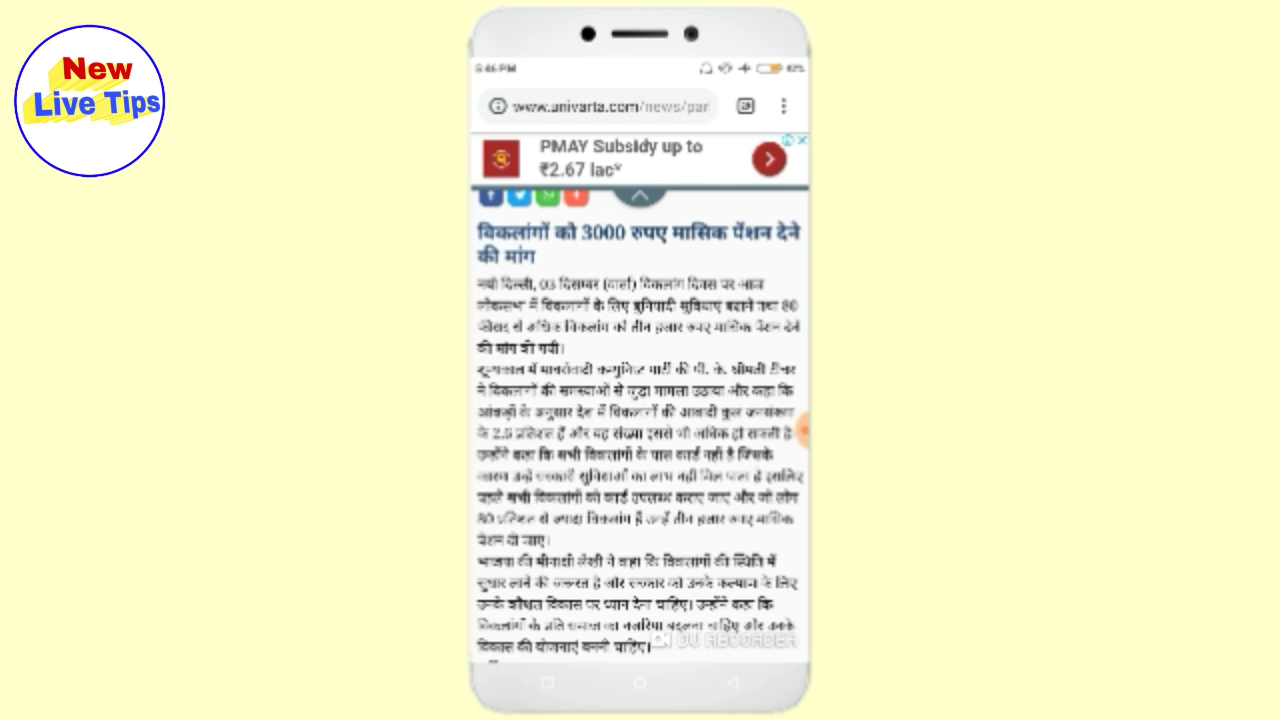 New
Live Tips
5:46 PM
www.univarta.com/news/par
PMAY Subsidy up to
₹2.67 lac*
विकलांगों को 3000 रुपए मासिक पेंशन देने
की मांग
नयी दिल्ली, 03 दिसम्बर (वार्ता) विकलांग दिवस पर आज
लोकसभा में विकलांगों के लिए बुनियादी सुविधाएं बढ़ाने तथा 80
फीसद से अधिक विकलांग को तीन हजार रुपए मासिक पेंशन देने
की मांग की गयी।
शून्यकाल में मार्क्सवादी कम्युनिस्ट पार्टी की पी. के. श्रीमती टीचर
ने विकलांगों की समस्याओं से जुड़ा मामला उठाया और कहा कि
आंकड़ों के अनुसार देश में विकलांगों की आबादी कुल जनसंख्या
के 2.5 प्रतिशत हैं और यह संख्या इससे भी अधिक हो सकती है
उन्होंने कहा कि सभी विकलांगों के पास कार्ड नहीं है जिसके
कारण उन्हें सरकारी सुविधाओं का लाभ नहीं मिल पाता है इसलिए
पहले सभी विकलांगों को कार्ड उपलब्ध कराए जाएं और जो लोग
80 प्रतिशत से ज्यादा विकलांग हैं उन्हें तीन हजार रुपए मासिक
पेंशन दी जाए।
भाजपा की मीनाक्षी लेखी ने कहा कि विकलांगों की स्थिति में
सुधार लाने की जरूरत है और सरकार को उनके कल्याण के लिए
उनके कौशल विकास पर ध्यान देना चाहिए। उन्होंने कहा कि
विकलांगों के प्रति समाज का नजरिया बदलना चाहिए और उनके
विकास की योजनाएं बननी चाहिए।
DU RECORDER